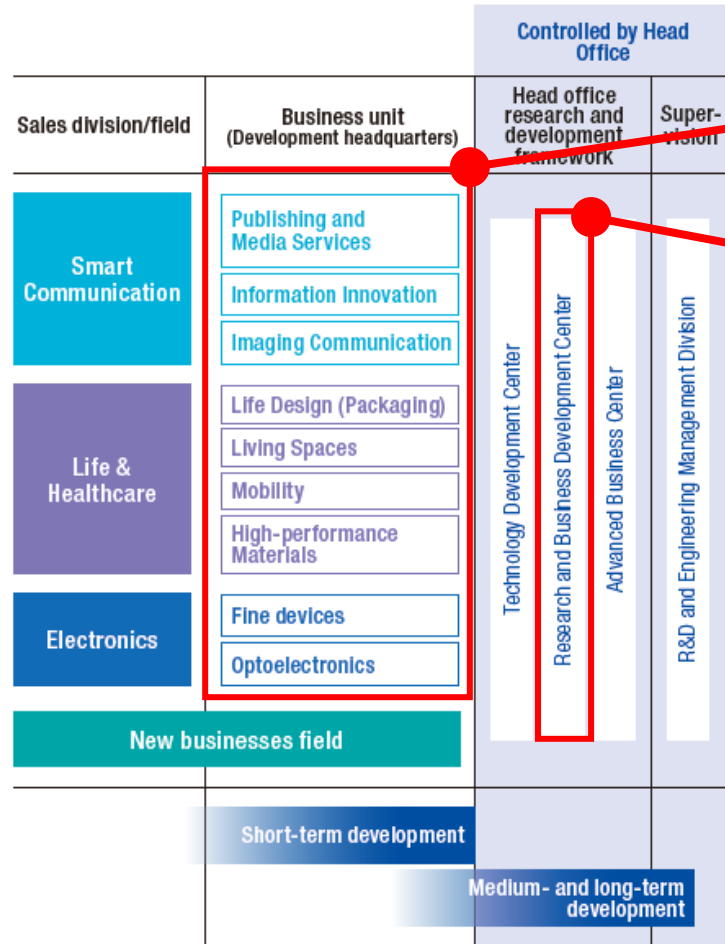 Controlled by Head
Office
Sales division/field
Business unit
(Development headquarters)
Head office
research and
development
framework
Super-
vision
Smart
Communication
Publishing and
Media Services
Information Innovation
Imaging Communication
Life &
Healthcare
Life Design (Packaging)
Living Spaces
Mobility
High-performance
Materials
Electronics
Fine devices
Optoelectronics
New businesses field
Technology Development Center
Research and Business Development Center
Advanced Business Center
R&D and Engineering Management Division
Short-term development
Medium- and long-term
development